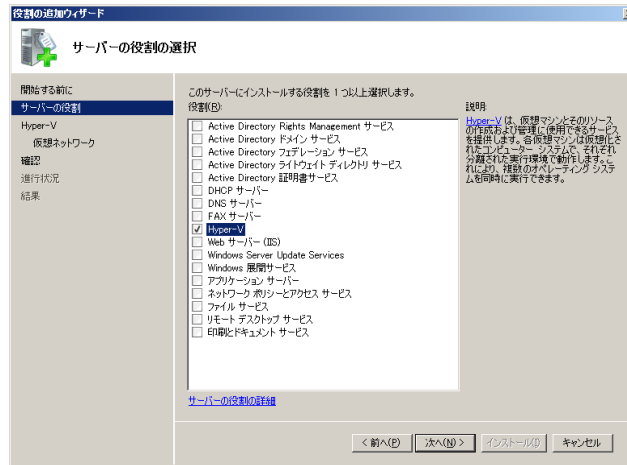 役割の追加ウィザード
サーバーの役割の選択
開始する前に
サーバーの役割
Hyper-V
仮想ネットワーク
確認
進行状況
結果
このサーバーにインストールする役割を 1 つ以上選択します。
役割(R):
Active Directory Rights Management サービス
Active Directory ドメイン サービス
Active Directory フェデレーション サービス
Active Directory ライトウェイト ディレクトリ サービス
Active Directory 証明書サービス
DHCP サーバー
DNS サーバー
FAX サーバー
Hyper-V
Web サーバー (IIS)
Windows Server Update Services
Windows 展開サービス
アプリケーション サーバー
ネットワーク ポリシーとアクセス サービス
ファイル サービス
リモート デスクトップ サービス
印刷とドキュメント サービス
サーバーの役割の詳細
説明:
Hyper-V は、仮想マシンとそのリソース
の作成および管理に使用できるサービス
を提供します。各仮想マシンは仮想化さ
れたコンピューター システムで、それぞれ
分離された実行環境で動作します。こ
れにより、複数のオペレーティング システ
ムを同時に実行できます。
< 前へ(P)
次へ(N) >
インストール(I)
キャンセル